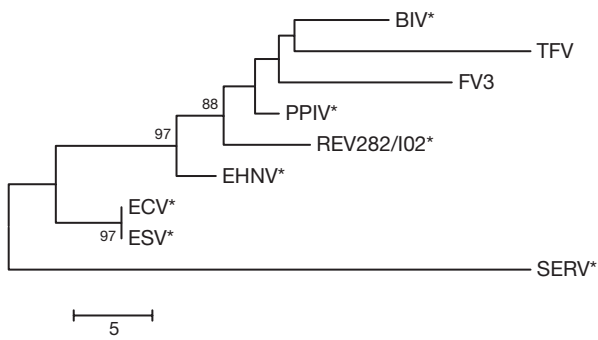 BIV*
TFV
FV3
88
PPIV*
97
REV282/I02*
EHNV*
ECV*
97
ESV*
SERV*
5